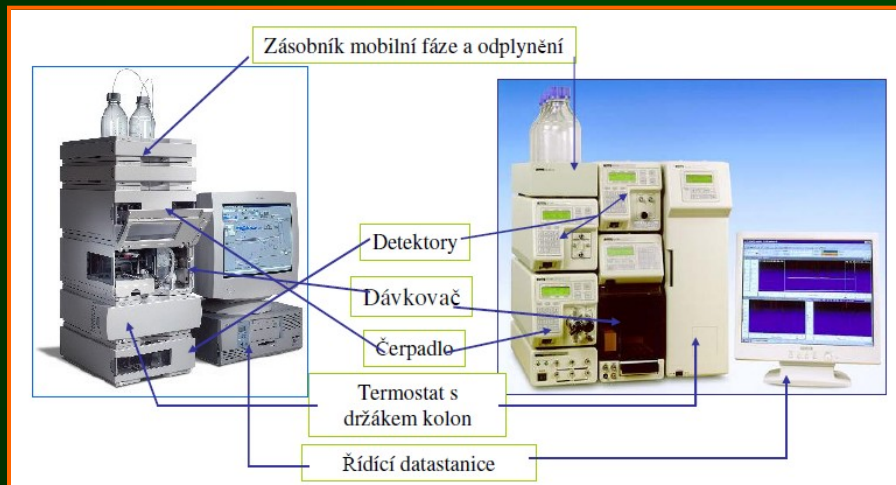 Zásobník mobilní fáze a odplynění
Detektory
Dávkovač
Čerpadlo
Termostat s
držákem kolon
Řídící datastanice